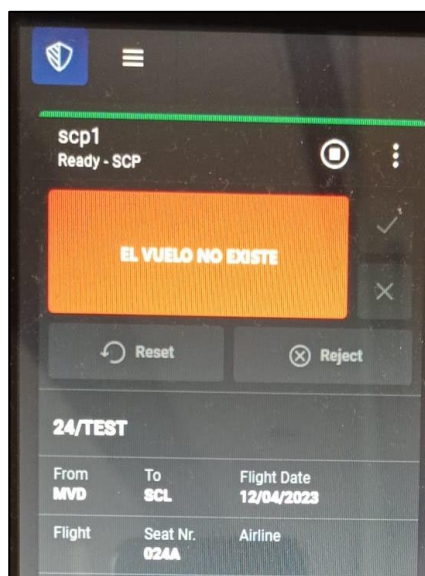 scp1
Ready - SCP
EL VUELO NO EXISTE
Reset
Reject
24/TEST
From To Flight Date
MVD SCL 12/04/2023
Flight Seat Nr. Airline
024A